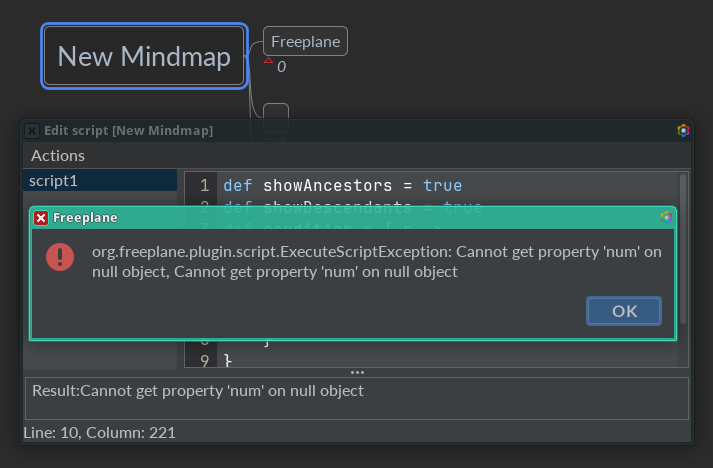 New Mindmap
Freeplane
0
Edit script [New Mindmap]
Actions
script1
1 def showAncestors = true
2 def showDescendants = true
Freeplane
org.freeplane.plugin.script.ExecuteScriptException: Cannot get property 'num' on
null object, Cannot get property 'num' on null object
OK
8 }
9 }
Result:Cannot get property 'num' on null object
Line: 10, Column: 221